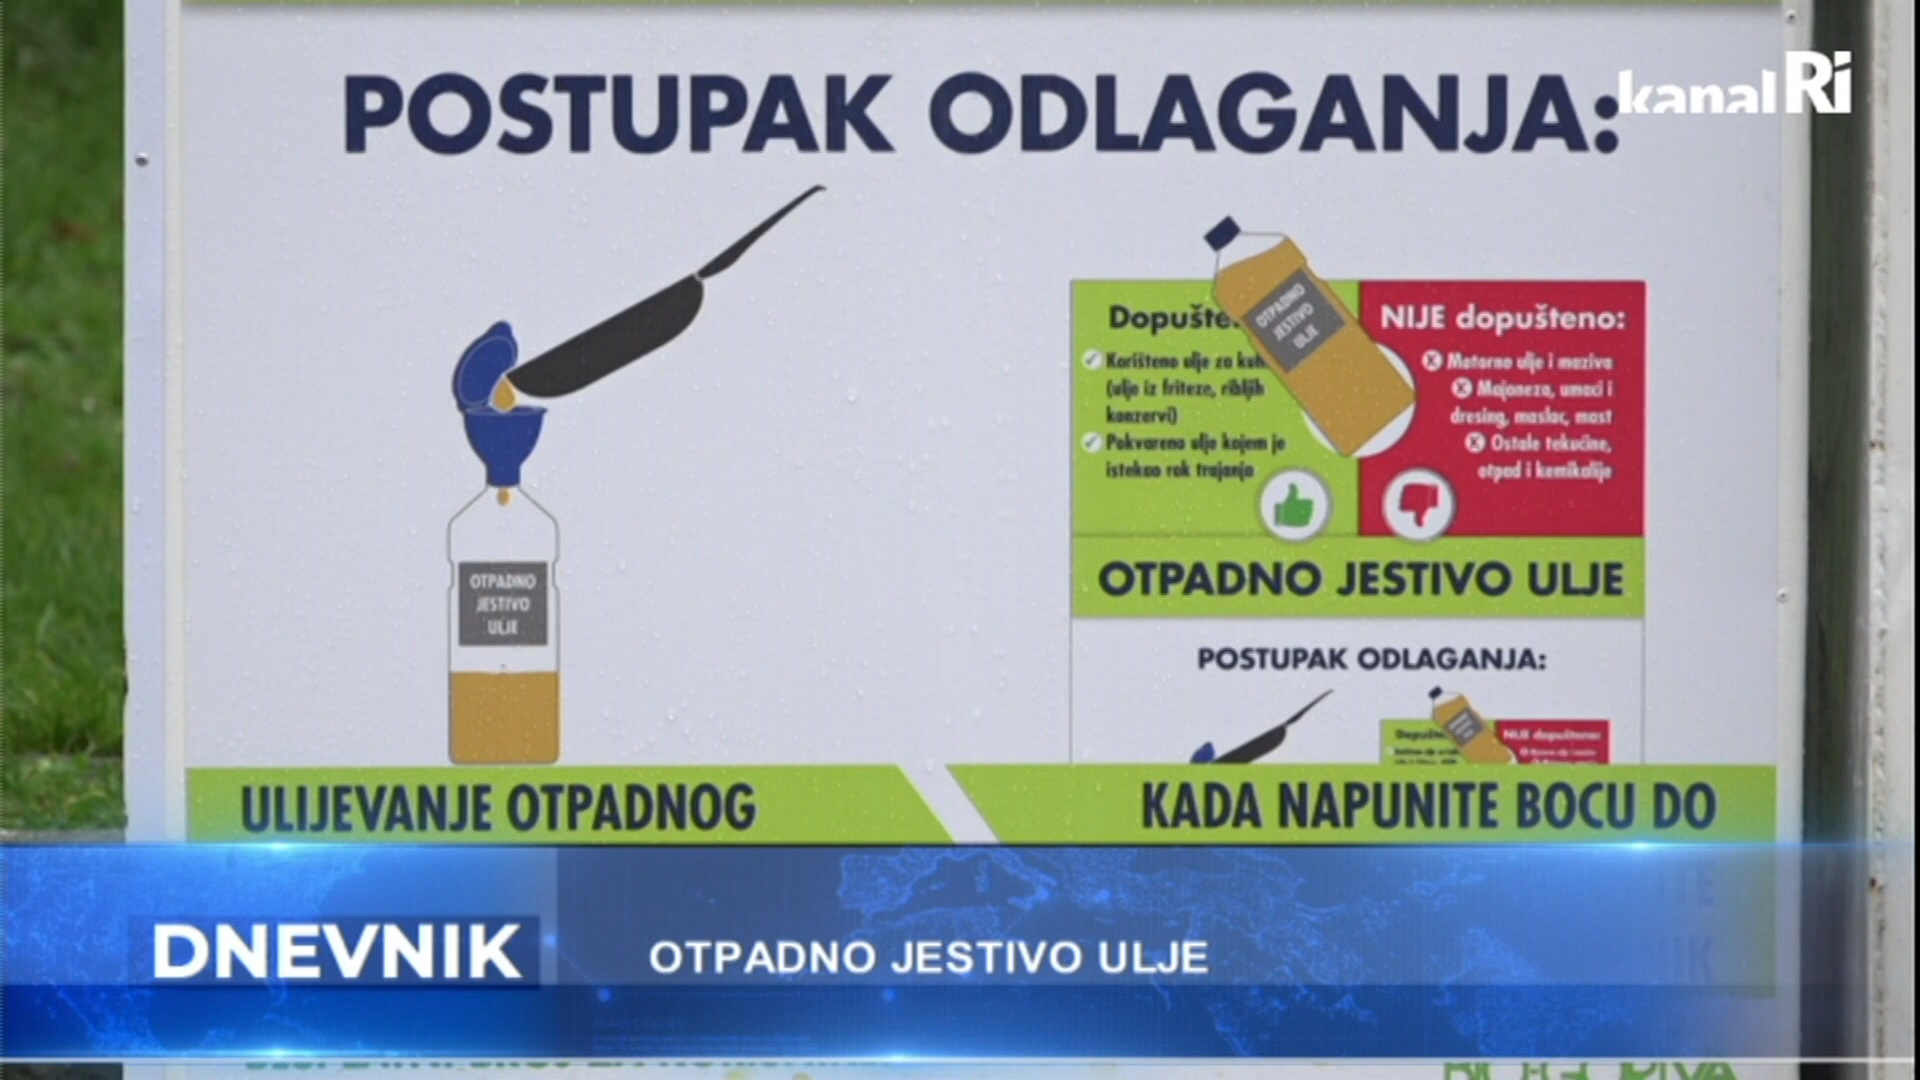 POSTUPAK ODLAGANJA:
kanal Ri
OTPADNO
JESTIVO
ULJE
OTPADNO
JESTIVO
ULJE
NIJE dopušteno:
Korišteno ulje za
(ulje iz friteze, ribljih
konzervi)
Pokvareno ulje kojem je
istekao rok trajanja
Motorno ulje i maziva
Majoneza, umaci i
dresing, maslac, mast
Ostale tekućine,
otpad i kemikalije
OTPADNO JESTIVO ULJE
POSTUPAK ODLAGANJA:
NIJE dopušteno:
ULIJEVANJE OTPADNOG
KADA NAPUNITE BOCU DO
DNEVNIK
OTPADNO JESTIVO ULJE